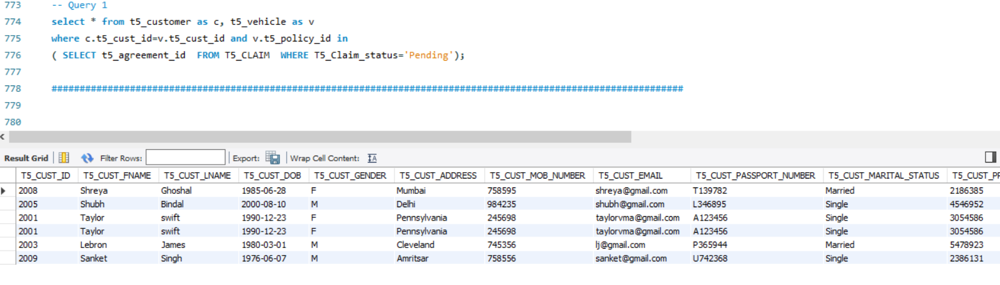 773 -- Query 1
774 select * from t5_customer as c, t5_vehicle as v
775 where c.t5_cust_id=v.t5_cust_id and v.t5_policy_id in
776 ( SELECT t5_agreement_id  FROM T5_CLAIM  WHERE T5_Claim_status='Pending');
777
778 ################################################################################################################
779
780
Result Grid Filter Rows: Export: Wrap Cell Content: IA
T5_CUST_ID T5_CUST_FNAME T5_CUST_LNAME T5_CUST_DOB T5_CUST_GENDER T5_CUST_ADDRESS T5_CUST_MOB_NUMBER T5_CUST_EMAIL T5_CUST_PASSPORT_NUMBER T5_CUST_MARITAL_STATUS T5_CUST_PF
2008 Shreya Ghoshal 1985-06-28 F Mumbai 758595 shreya@gmail.com T139782 Married 2186385
2005 Shubh Bindal 2000-08-10 M Delhi 984235 shubh@gmail.com L346895 Single 4546952
2001 Taylor swift 1990-12-23 F Pennsylvania 245698 taylorvma@gmail.com A123456 Single 3054586
2001 Taylor swift 1990-12-23 F Pennsylvania 245698 taylorvma@gmail.com A123456 Single 3054586
2003 Lebron James 1980-03-01 M Cleveland 745356 lj@gmail.com P365944 Married 5478923
2009 Sanket Singh 1976-06-07 M Amritsar 758556 sanket@gmail.com U742368 Single 2386131